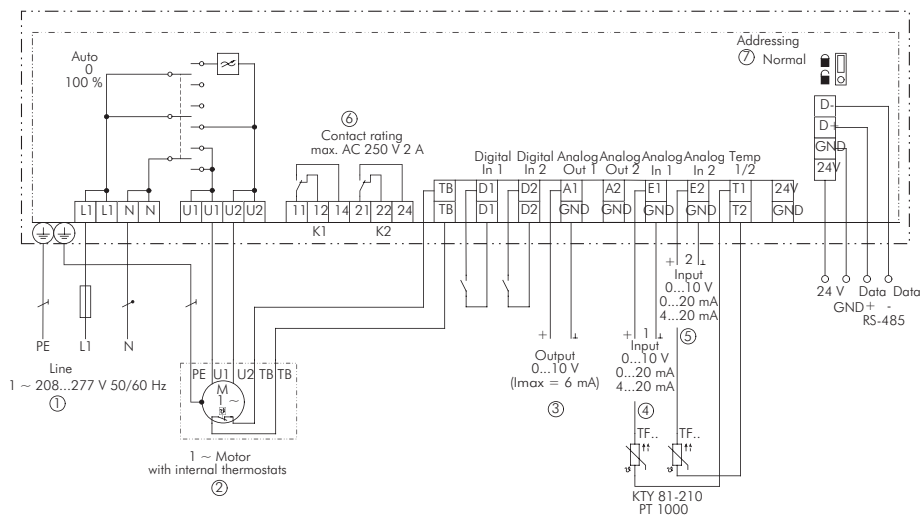 Auto
0
100 %
Addressing
⑦ Normal
⑥
Contact rating
max. AC 250 V 2 A
D-
D+
GND
24V
Digital In 1
Digital In 2
Analog Out 1
Analog Out 2
Analog In 1
Analog In 2
Temp 1/2
L1 L1 N N U1 U1 U2 U2
11 12 14 21 22 24
K1 K2
TB D1 D2 A1 A2 E1 E2 T1 24V
TB D1 D2 GND GND GND GND T2 GND
PE L1 N
Line
1 ~ 208...277 V 50/60 Hz
①
PE U1 U2 TB TB
M
1 ~
1 ~ Motor
with internal thermostats
②
+ ⊥
Output
0...10 V
(Imax = 6 mA)
③
+ 1 ⊥
Input
0...10 V
0...20 mA
4...20 mA
④
+ 2 ⊥
Input
0...10 V
0...20 mA
4...20 mA
⑤
TF.. TF..
KTY 81-210
PT 1000
24 V Data Data
GND + -
RS-485